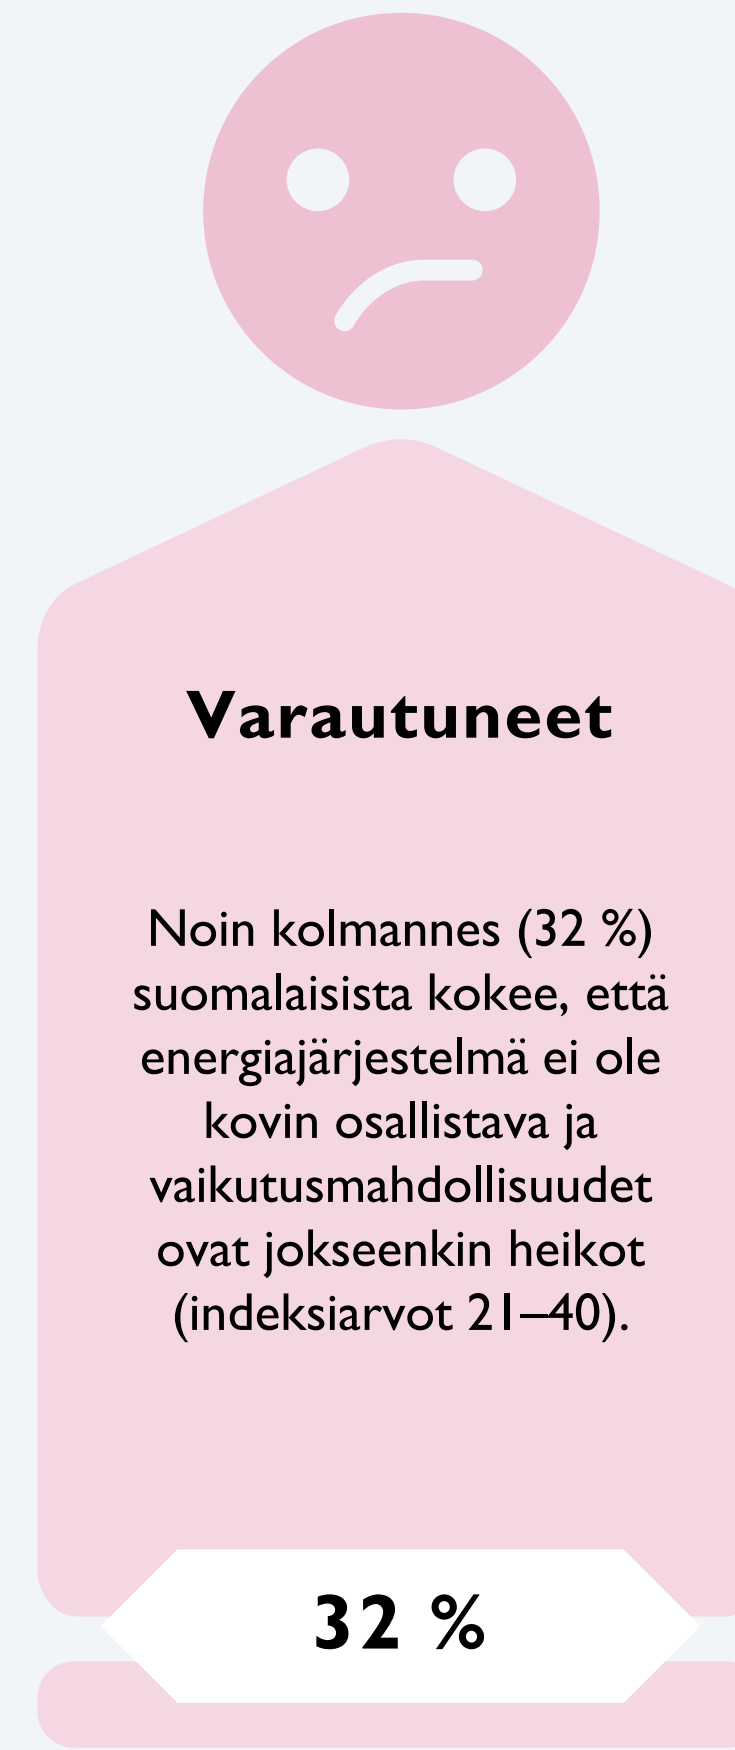 Varautuneet
Noin kolmannes (32 %)
suomalaisista kokee, että
energiajärjestelmä ei ole
kovin osallistava ja
vaikutusmahdollisuudet
ovat jokseenkin heikot
(indeksiarvot 21–40).
32 %